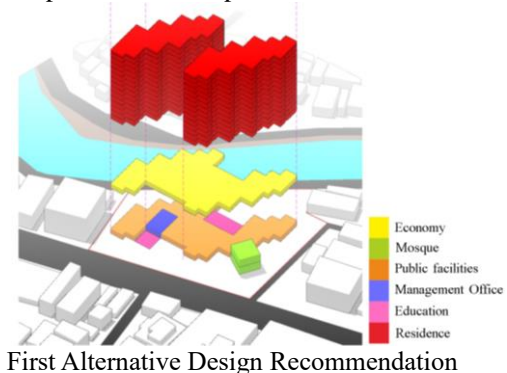 Economy
Mosque
Public facilities
Management Office
Education
Residence
First Alternative Design Recommendation